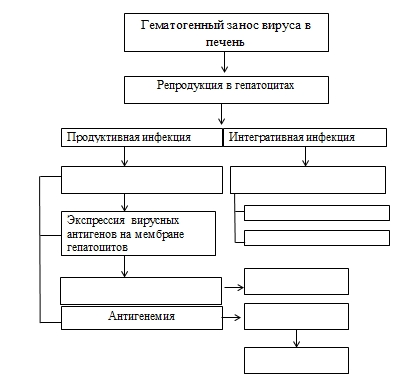 Гематогенный занос вируса в
печень
Репродукция в гепатоцитах
Продуктивная инфекция
Интегративная инфекция
Экспрессия вирусных
антигенов на мембране
гепатоцитов
Антигенемия